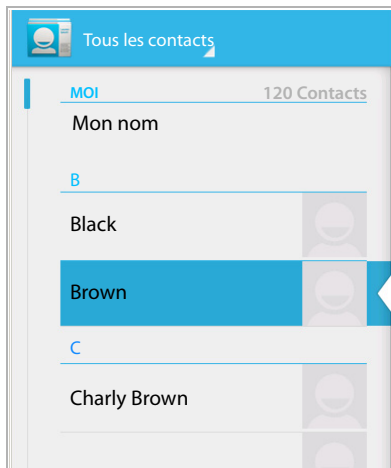 Tous les contacts
MOI 120 Contacts
Mon nom
B
Black
Brown
C
Charly Brown